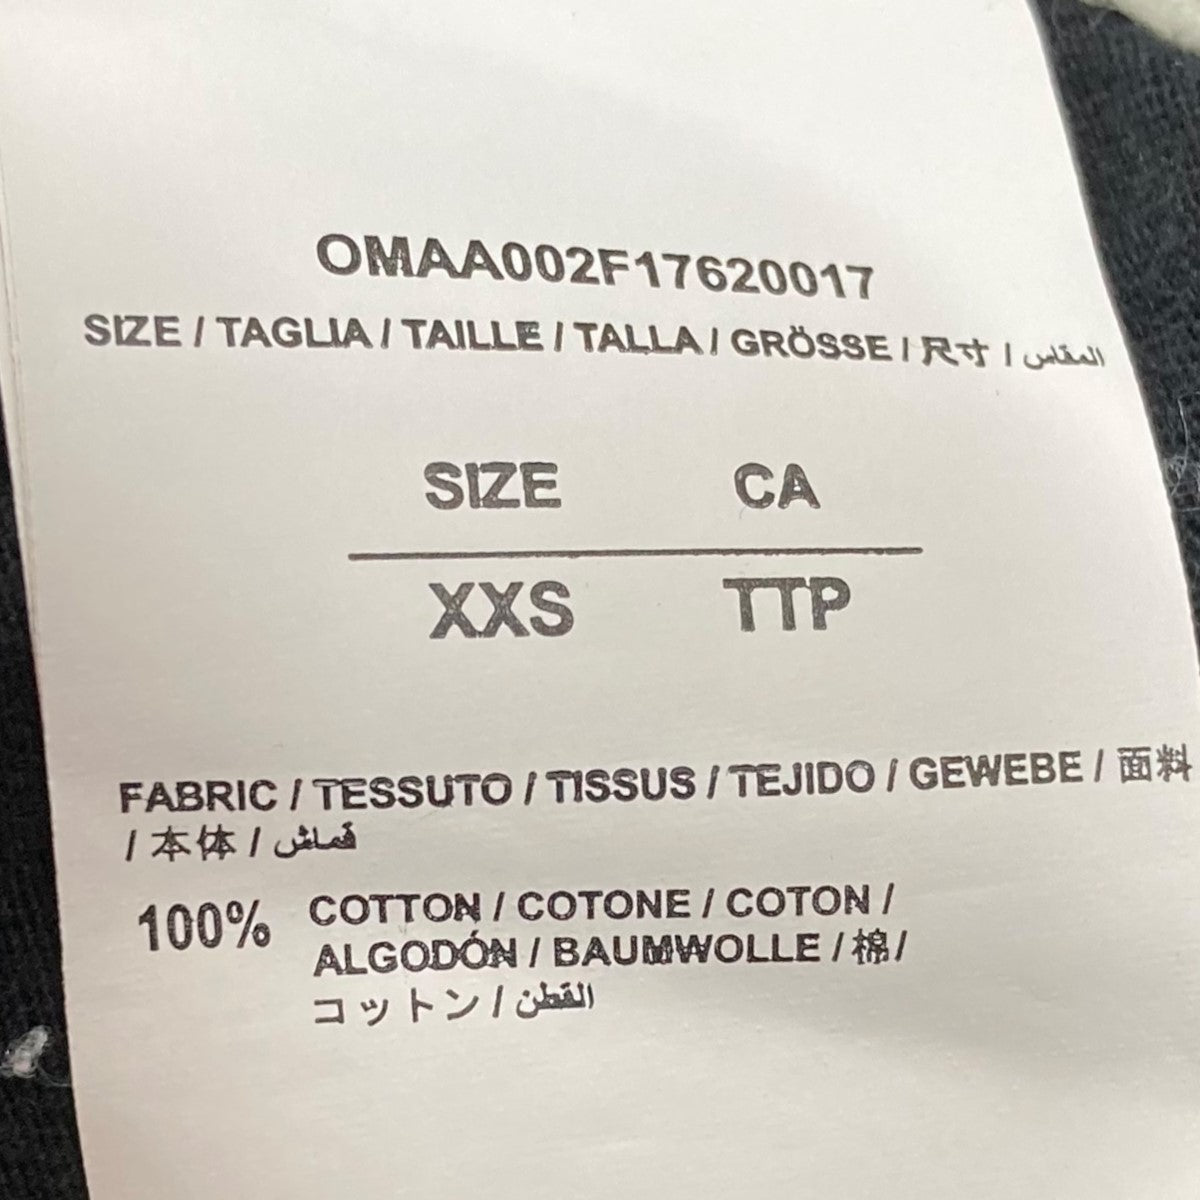 OMAA002F17620017
SIZE / TAGLIA / TAILLE / TALLA / GRÖSSE / 尺寸 / المقاس
SIZE CA
XXS TTP
FABRIC / TESSUTO / TISSUS / TEJIDO / GEWEBE / 面料
/ 本体 / قماش
100% COTTON / COTONE / COTON /
ALGODÓN / BAUMWOLLE / 棉 /
コットン / القطن